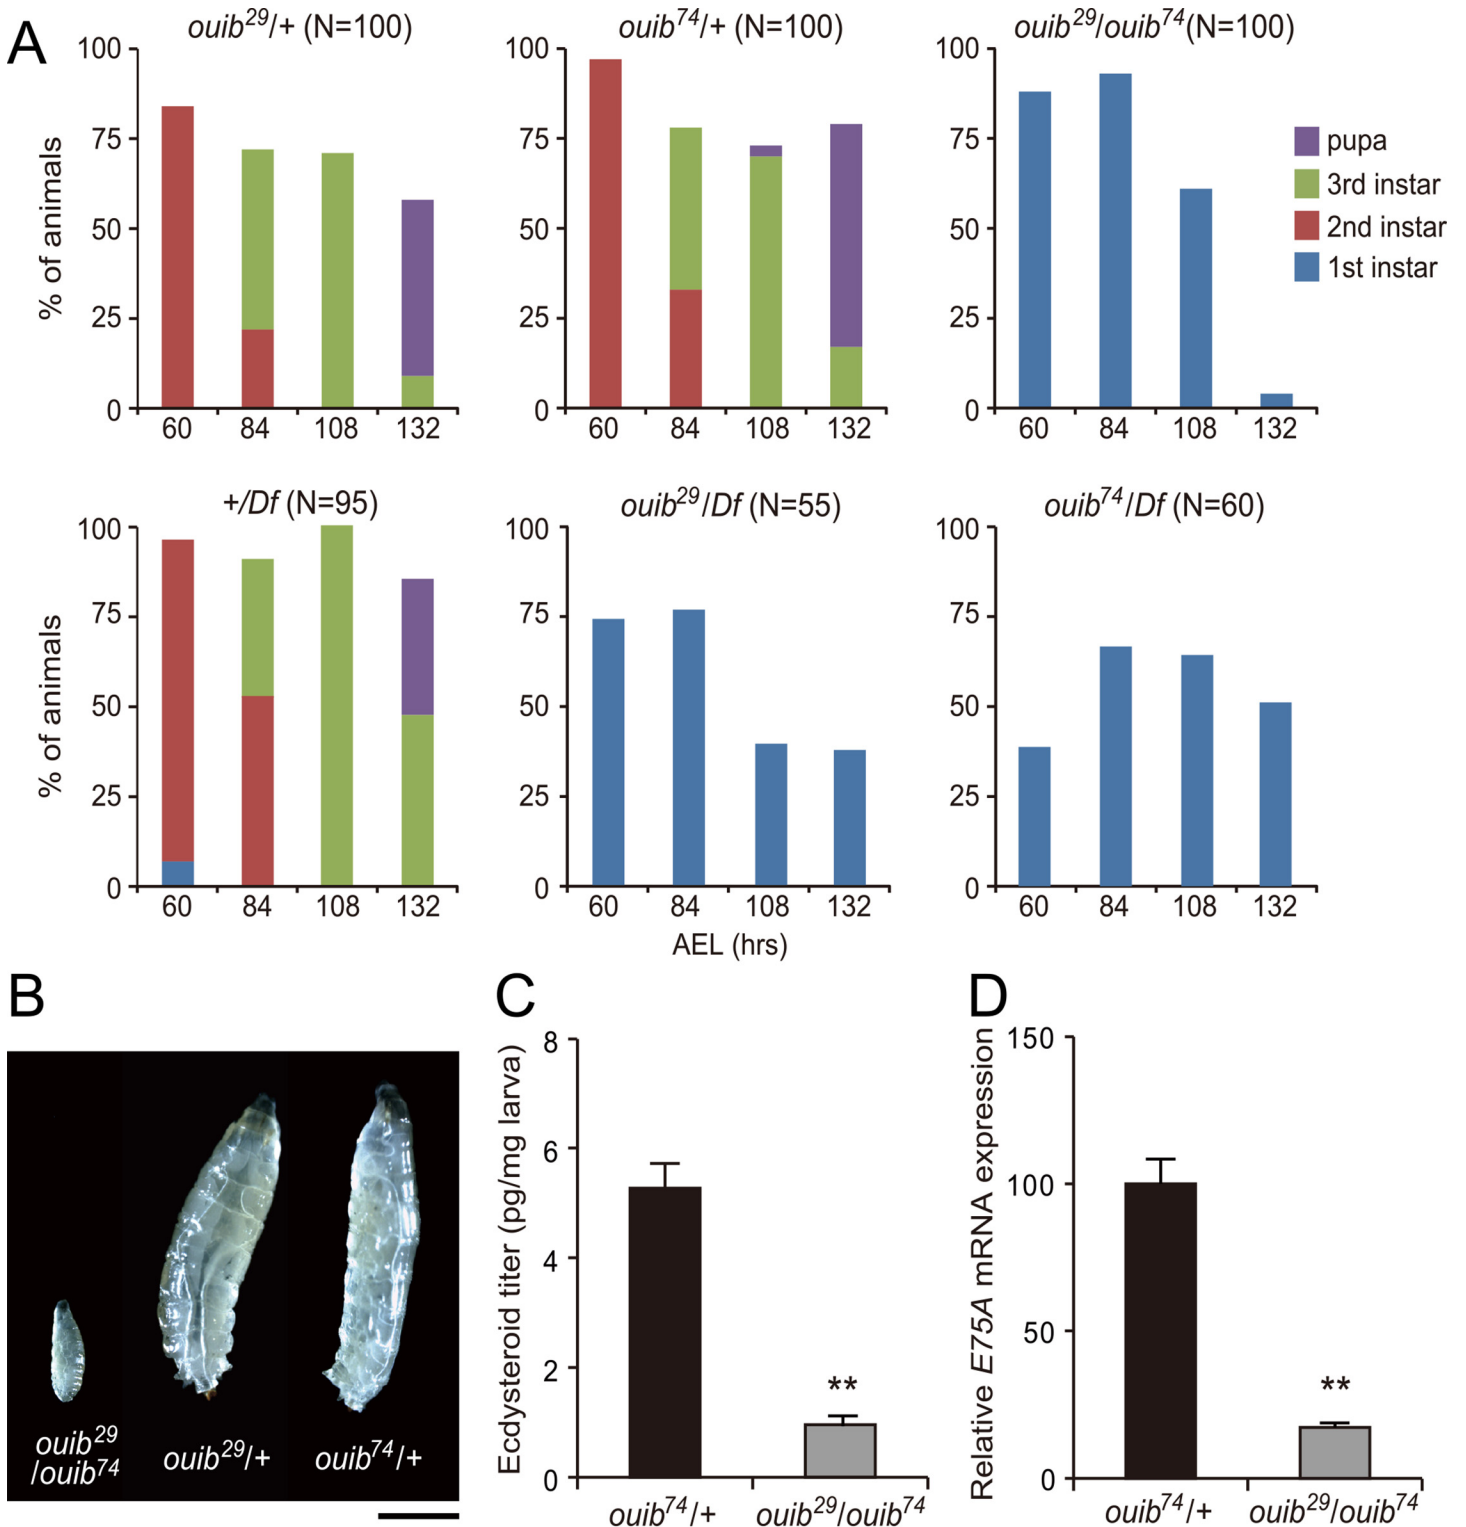 A
ouib29/+ (N=100)
100
75
50
25
0
% of animals
60 84 108 132
ouib74/+ (N=100)
100
75
50
25
0
60 84 108 132
ouib29/ouib74(N=100)
100
75
50
25
0
60 84 108 132
pupa
3rd instar
2nd instar
1st instar
+/Df (N=95)
100
75
50
25
0
% of animals
60 84 108 132
ouib29/Df (N=55)
100
75
50
25
0
60 84 108 132
AEL (hrs)
ouib74/Df (N=60)
100
75
50
25
0
60 84 108 132
B
ouib29
/ouib74
ouib29/+
ouib74/+
C
Ecdysteroid titer (pg/mg larva)
8
6
4
2
0
**
ouib74/+
ouib29/ouib74
D
Relative E75A mRNA expression
150
100
50
0
**
ouib74/+
ouib29/ouib74